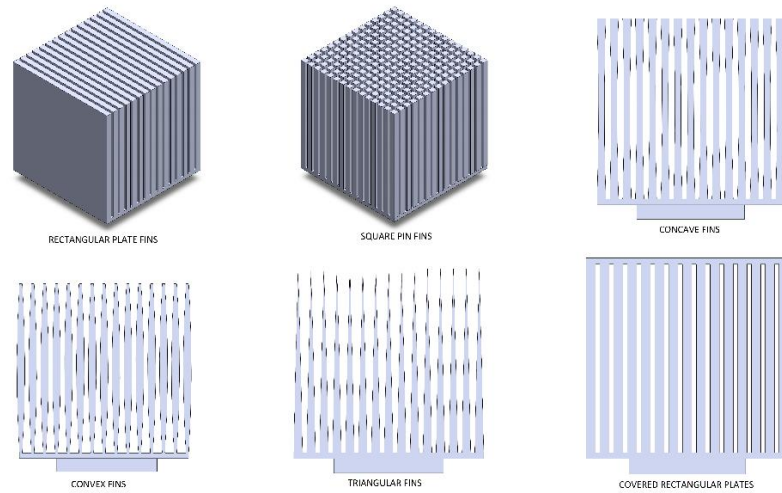 RECTANGULAR PLATE FINS
SQUARE PIN FINS
CONCAVE FINS
CONVEX FINS
TRIANGULAR FINS
COVERED RECTANGULAR PLATES